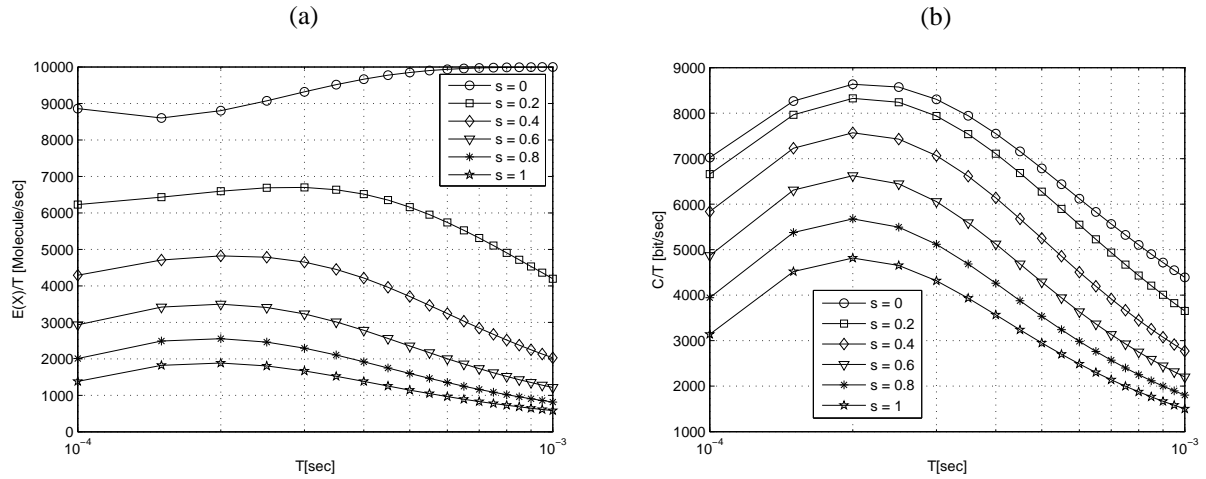 (a)
10000
9000
8000
7000
6000
5000
4000
3000
2000
1000
0
E(X)/T [Molecule/sec]
s = 0
s = 0.2
s = 0.4
s = 0.6
s = 0.8
s = 1
10^-4
10^-3
T[sec]
(b)
9000
8000
7000
6000
5000
4000
3000
2000
1000
C/T [bit/sec]
s = 0
s = 0.2
s = 0.4
s = 0.6
s = 0.8
s = 1
10^-4
10^-3
T[sec]